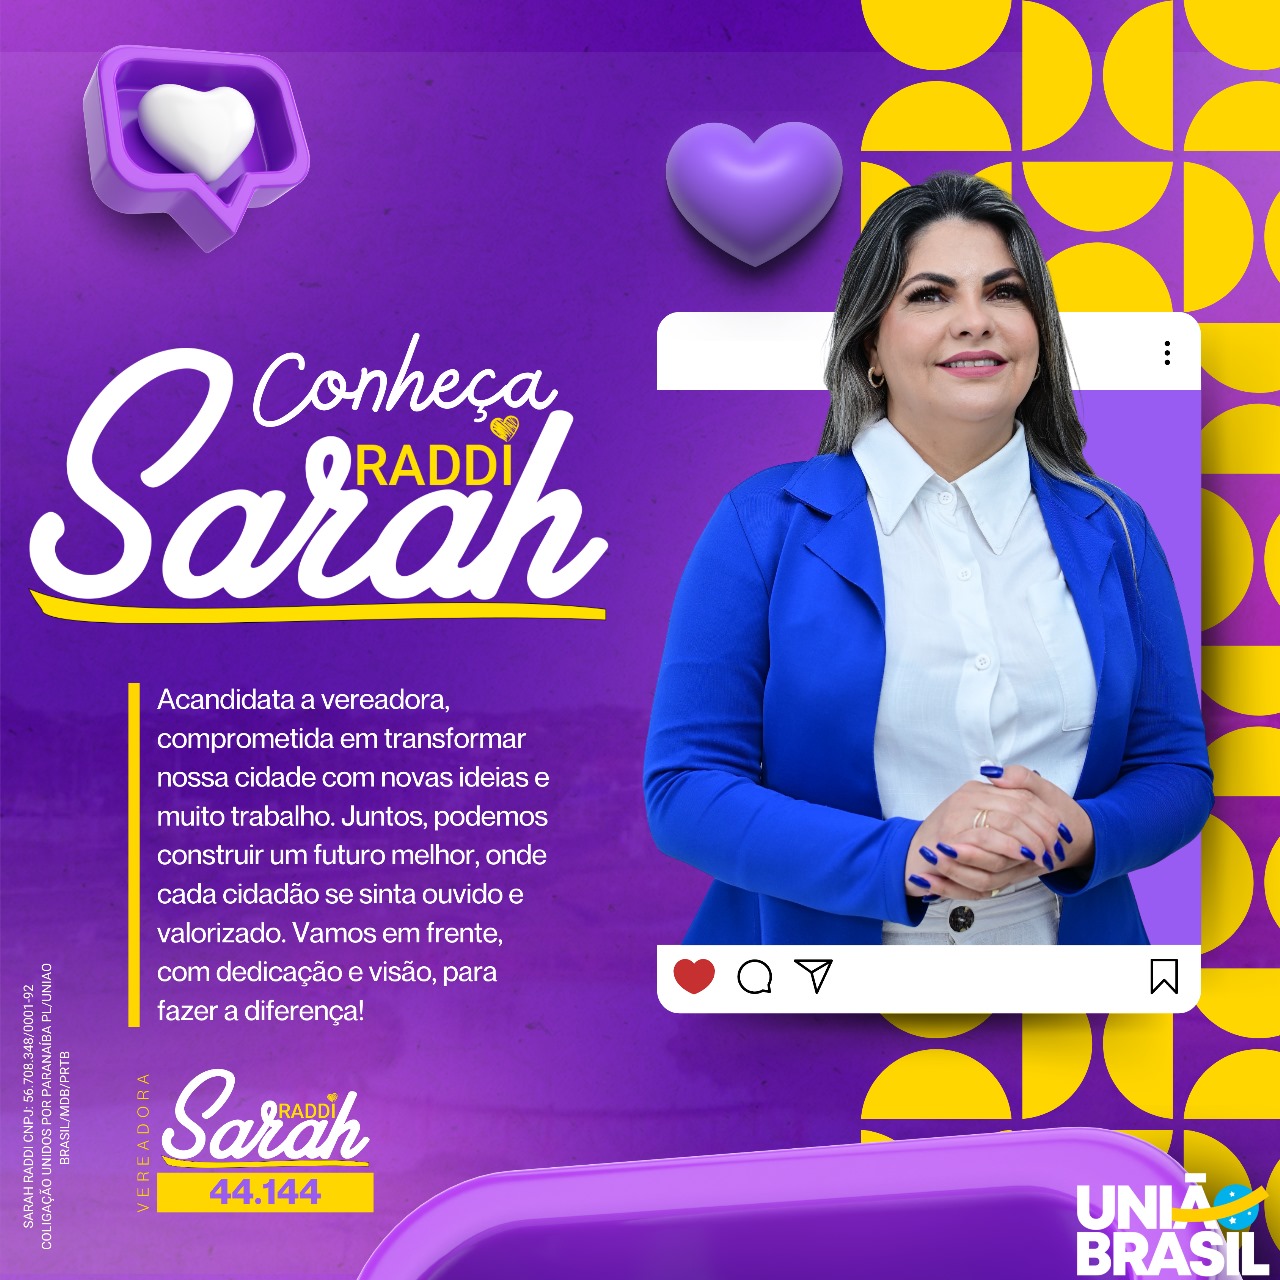 Conheça
Sarah
RADDI
Acandidata a vereadora,
comprometida em transformar
nossa cidade com novas ideias e
muito trabalho. Juntos, podemos
construir um futuro melhor, onde
cada cidadão se sinta ouvido e
valorizado. Vamos em frente,
com dedicação e visão, para
fazer a diferença!
SARAH RADDI CNPJ: 56.708.348/0001-92
COLIGAÇÃO UNIDOS POR PARANAÍBA PL/UNIAO
BRASIL/MDB/PRTB
VEREADORA
Sarah
RADDI
44.144
UNIÃO
BRASIL